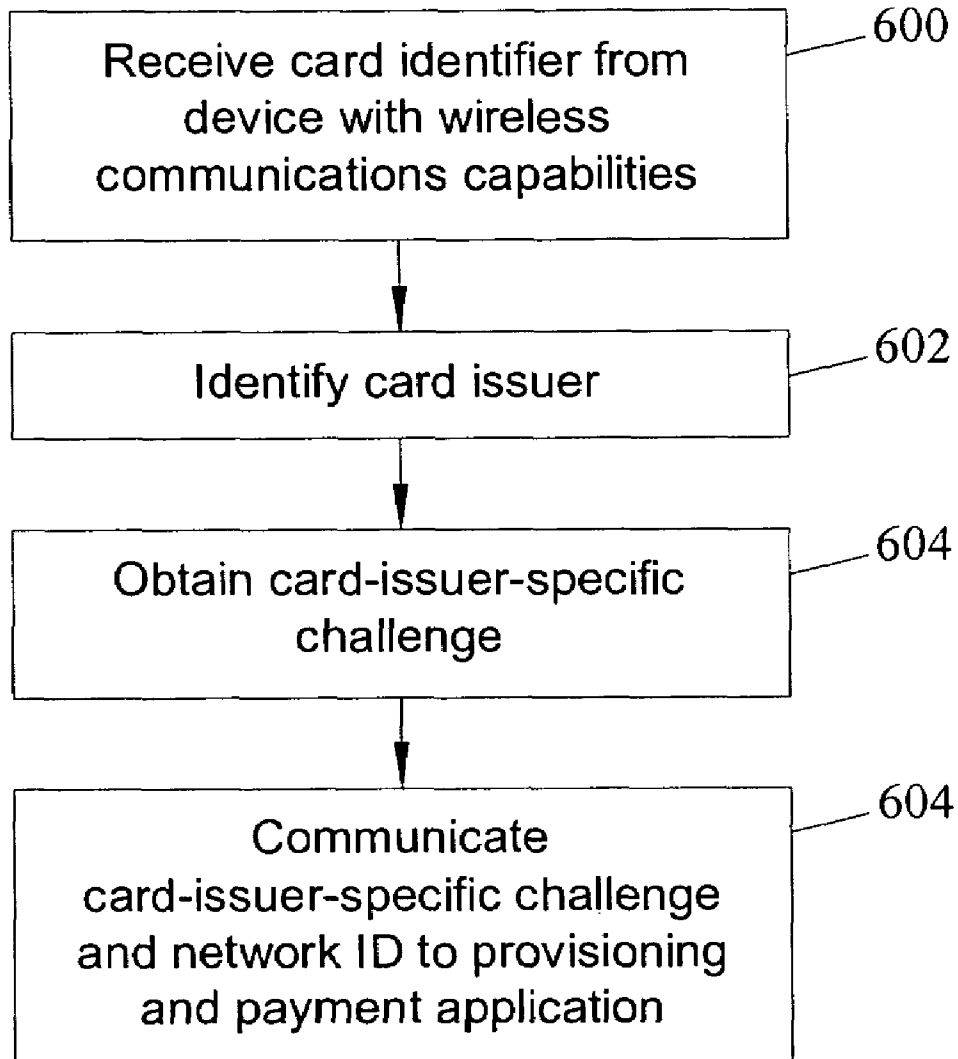 Receive card identifier from
device with wireless
communications capabilities
600
Identify card issuer
602
Obtain card-issuer-specific
challenge
604
Communicate
card-issuer-specific challenge
and network ID to provisioning
and payment application
604